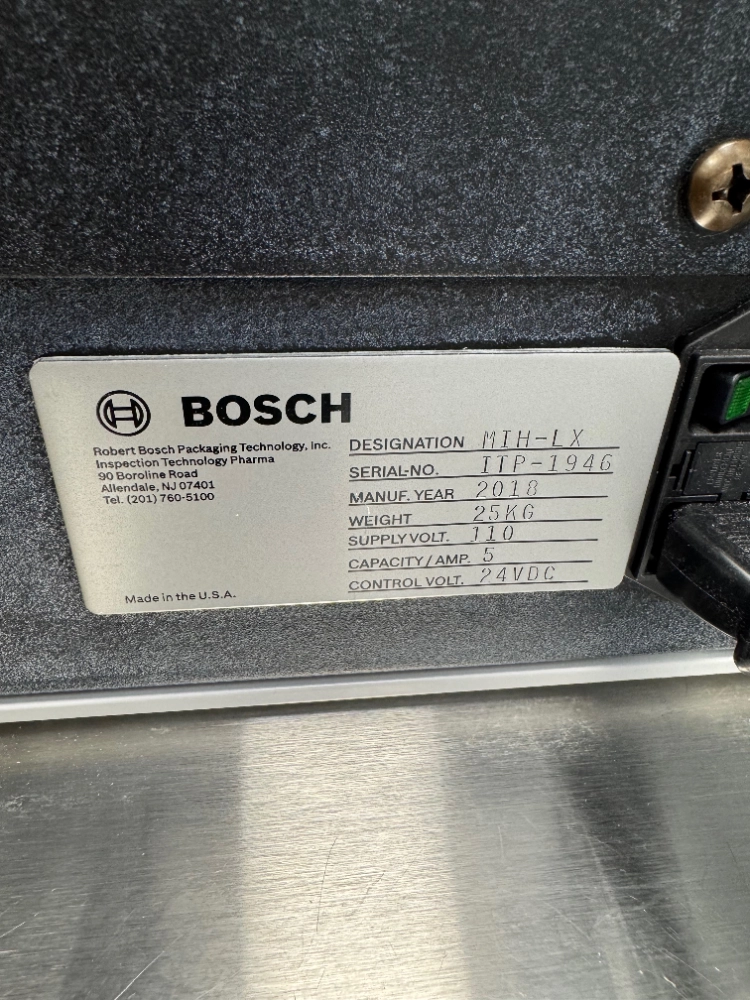 BOSCH
Robert Bosch Packaging Technology, Inc.
Inspection Technology Pharma
90 Boroline Road
Allendale, NJ 07401
Tel. (201) 760-5100
Made in the U.S.A.
DESIGNATION MIH-LX
SERIAL-NO. ITP-1946
MANUF. YEAR 2018
WEIGHT 25KG
SUPPLY VOLT. 110
CAPACITY / AMP. 5
CONTROL VOLT. 24VDC